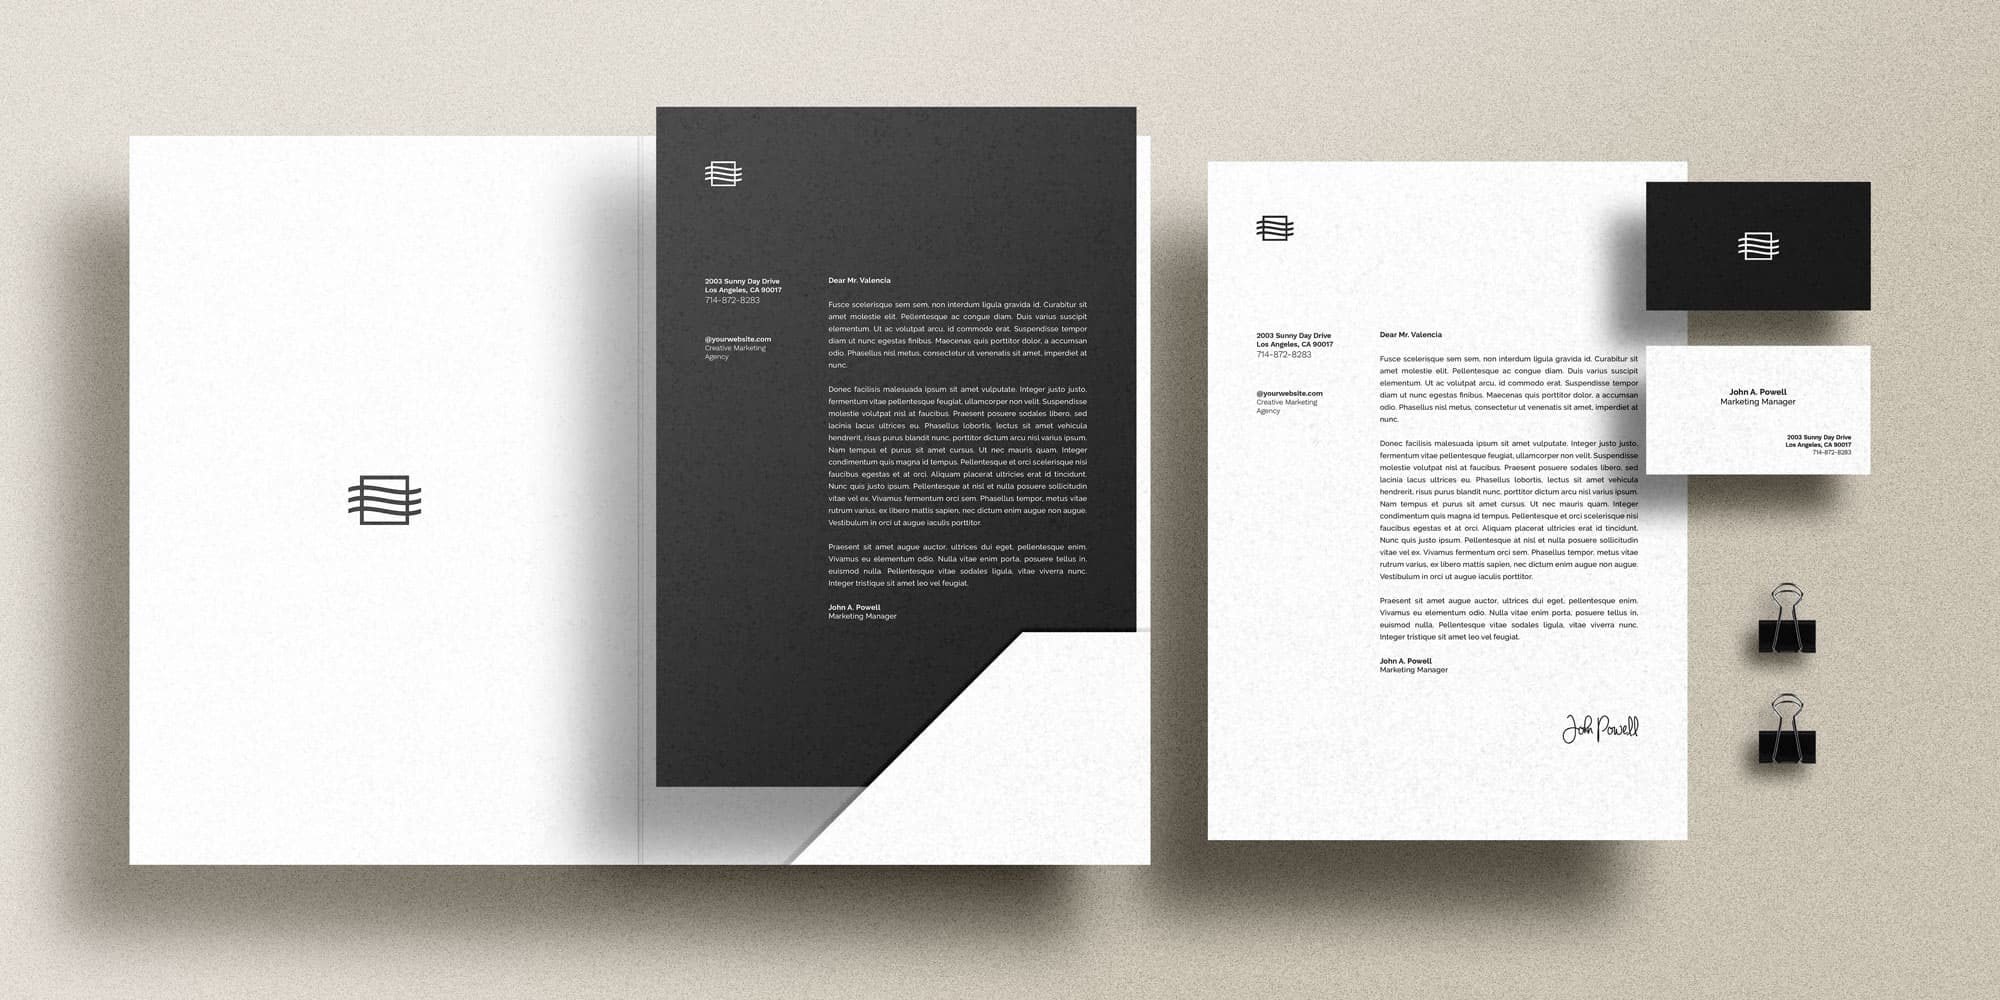 2003 Sunny Day Drive
Los Angeles, CA 90017
714-872-8283
@yourwebsite.com
Creative Marketing
Agency
Dear Mr. Valencia
Fusce scelerisque sem sem, non interdum ligula gravida id. Curabitur sit
amet molestie elit. Pellentesque ac congue diam. Duis varius suscipit
elementum. Ut ac volutpat arcu, id commodo erat. Suspendisse tempor
diam ut nunc egestas finibus. Maecenas quis porttitor dolor, a accumsan
odio. Phasellus nisl metus, consectetur ut venenatis sit amet, imperdiet at
nunc.
Donec facilisis malesuada ipsum sit amet vulputate. Integer justo justo,
fermentum vitae pellentesque feugiat, ullamcorper non velit. Suspendisse
molestie volutpat nisl at faucibus. Praesent posuere sodales libero, sed
lacinia lacus ultrices eu. Phasellus lobortis, lectus sit amet vehicula
hendrerit, risus purus blandit nunc, porttitor dictum arcu nisl varius ipsum.
Nam tempus et purus sit amet cursus. Ut nec mauris quam. Integer
condimentum quis magna id tempus. Pellentesque et orci scelerisque nisi
faucibus egestas et at orci. Aliquam placerat ultricies erat id tincidunt.
Nunc quis justo ipsum. Pellentesque at nisl et nulla posuere sollicitudin
vitae vel ex. Vivamus fermentum orci sem. Phasellus tempor, metus vitae
rutrum varius, ex libero mattis sapien, nec dictum enim augue non augue.
Vestibulum in orci ut augue iaculis porttitor.
Praesent sit amet augue auctor, ultrices dui eget, pellentesque enim.
Vivamus eu elementum odio. Nulla vitae enim porta, posuere tellus in,
euismod nulla. Pellentesque vitae sodales ligula, vitae viverra nunc.
Integer tristique sit amet leo vel feugiat.
John A. Powell
Marketing Manager
2003 Sunny Day Drive
Los Angeles, CA 90017
714-872-8283
@yourwebsite.com
Creative Marketing
Agency
Dear Mr. Valencia
Fusce scelerisque sem sem, non interdum ligula gravida id. Curabitur sit
amet molestie elit. Pellentesque ac congue diam. Duis varius suscipit
elementum. Ut ac volutpat arcu, id commodo erat. Suspendisse tempor
diam ut nunc egestas finibus. Maecenas quis porttitor dolor, a accumsan
odio. Phasellus nisl metus, consectetur ut venenatis sit amet, imperdiet at
nunc.
Donec facilisis malesuada ipsum sit amet vulputate. Integer justo justo,
fermentum vitae pellentesque feugiat, ullamcorper non velit. Suspendisse
molestie volutpat nisl at faucibus. Praesent posuere sodales libero, sed
lacinia lacus ultrices eu. Phasellus lobortis, lectus sit amet vehicula
hendrerit, risus purus blandit nunc, porttitor dictum arcu nisl varius ipsum.
Nam tempus et purus sit amet cursus. Ut nec mauris quam. Integer
condimentum quis magna id tempus. Pellentesque et orci scelerisque nisi
faucibus egestas et at orci. Aliquam placerat ultricies erat id tincidunt.
Nunc quis justo ipsum. Pellentesque at nisl et nulla posuere sollicitudin
vitae vel ex. Vivamus fermentum orci sem. Phasellus tempor, metus vitae
rutrum varius, ex libero mattis sapien, nec dictum enim augue non augue.
Vestibulum in orci ut augue iaculis porttitor.
Praesent sit amet augue auctor, ultrices dui eget, pellentesque enim.
Vivamus eu elementum odio. Nulla vitae enim porta, posuere tellus in,
euismod nulla. Pellentesque vitae sodales ligula, vitae viverra nunc.
Integer tristique sit amet leo vel feugiat.
John A. Powell
Marketing Manager
John Powell
John A. Powell
Marketing Manager
2003 Sunny Day Drive
Los Angeles, CA 90017
714-872-8283